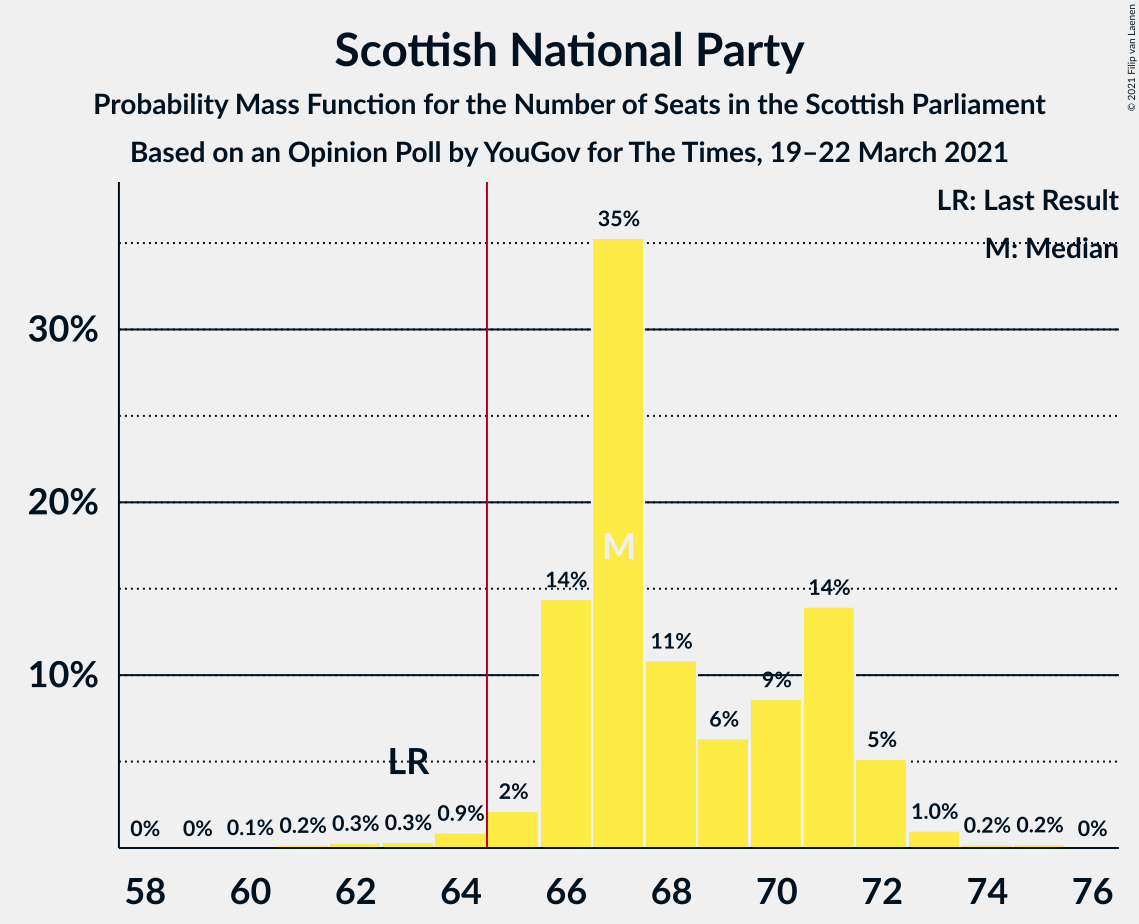 Scottish National Party
Probability Mass Function for the Number of Seats in the Scottish Parliament
Based on an Opinion Poll by YouGov for The Times, 19–22 March 2021
© 2021 Filip van Laenen
LR: Last Result
M: Median
35%
30%
20%
M
14%
14%
11%
10%
9%
6%
5%
LR
2%
0%
0%
0.1%
0.2%
0.3%
0.3%
0.9%
1.0%
0.2%
0.2%
0%
58 60 62 64 66 68 70 72 74 76